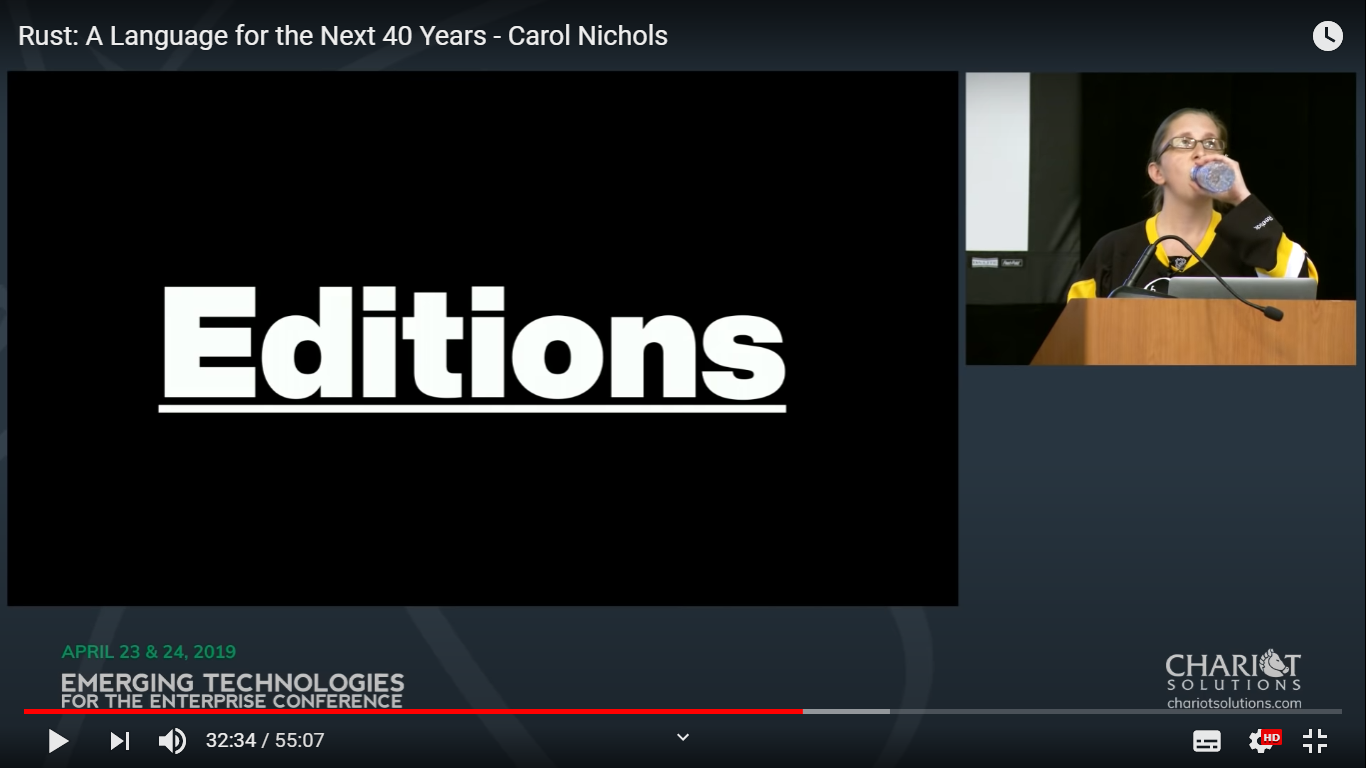 Rust: A Language for the Next 40 Years - Carol Nichols
Editions
APRIL 23 & 24, 2019
EMERGING TECHNOLOGIES
FOR THE ENTERPRISE CONFERENCE
CHARIOT
SOLUTIONS
chariotsolutions.com
32:34 / 55:07
HD